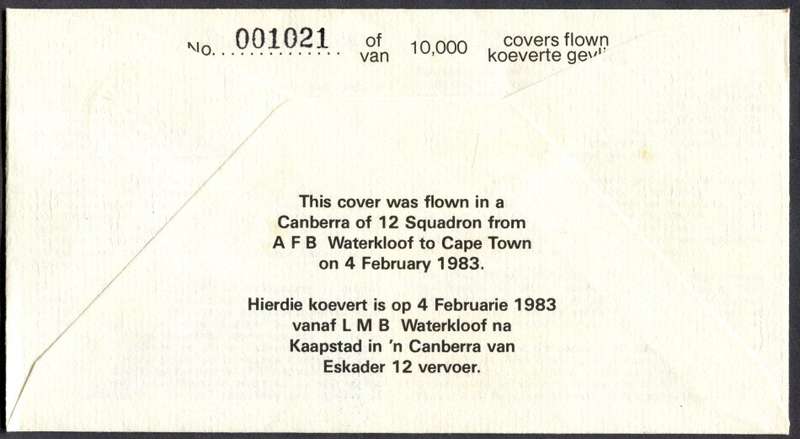 No. 001021 of 10,000 covers flown
van koeverte
This cover was flown in a
Canberra of 12 Squadron from
A F B Waterkloof to Cape Town
on 4 February 1983.
Hierdie koevert is op 4 Februarie 1983
vanaf L M B Waterkloof na
Kaapstad in 'n Canberra van
Eskader 12 vervoer.